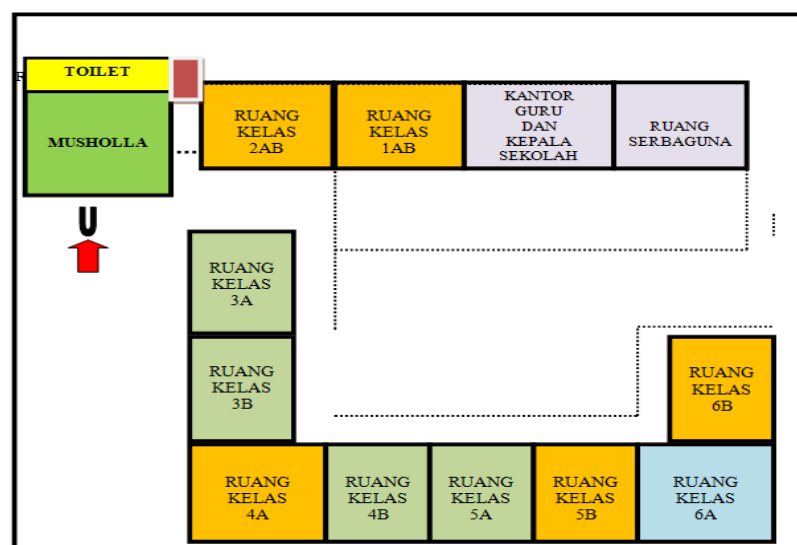 R
TOILET
MUSHOLLA
RUANG
KELAS
2AB
RUANG
KELAS
1AB
KANTOR
GURU
DAN
KEPALA
SEKOLAH
RUANG
SERBAGUNA
U
RUANG
KELAS
3A
RUANG
KELAS
3B
RUANG
KELAS
6B
RUANG
KELAS
4A
RUANG
KELAS
4B
RUANG
KELAS
5A
RUANG
KELAS
5B
RUANG
KELAS
6A